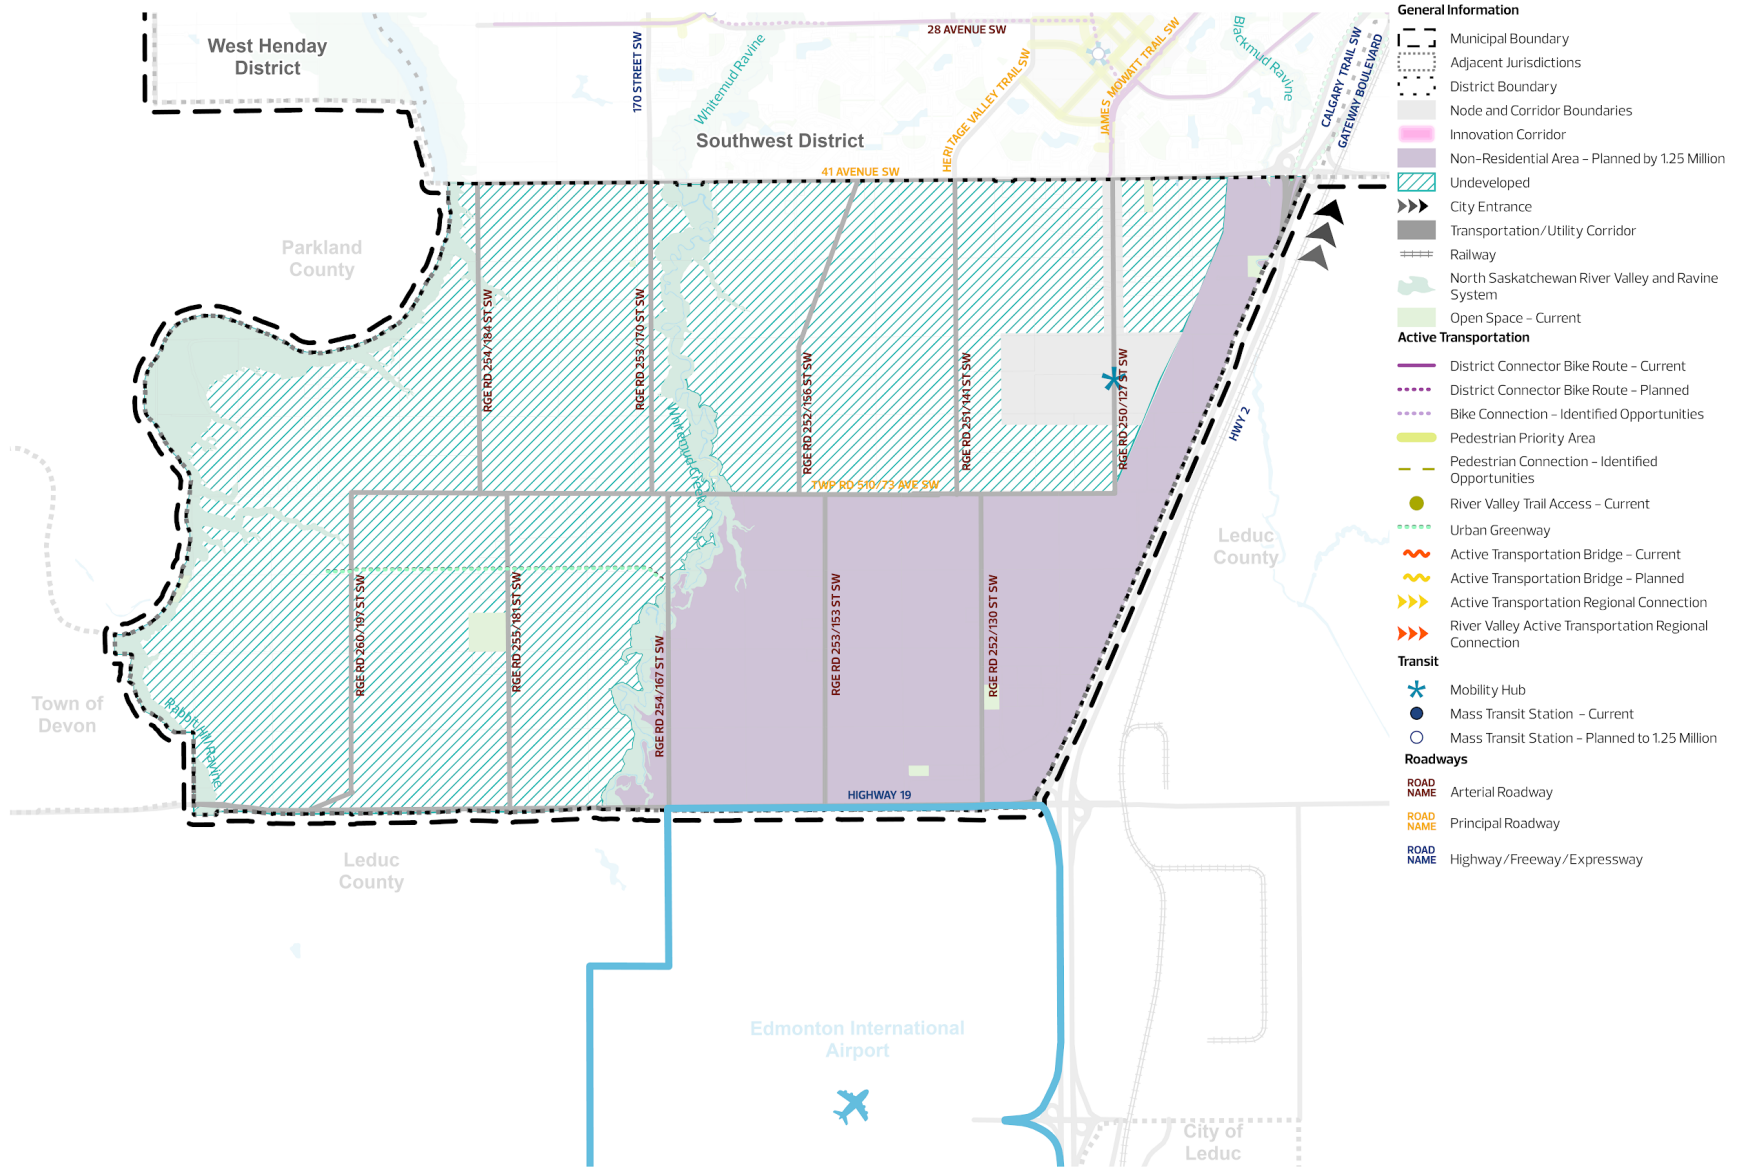 West Henday
District
170 STREET SW
Whitemud Ravine
28 AVENUE SW
HERITAGE VALLEY TRAIL SW
JAMES MOWATT TRAIL SW
Blackmud Ravine
CALGARY TRAIL SW
GATEWAY BOULEVARD
Southwest District
41 AVENUE SW
Parkland
County
RGE RD 254/184 ST SW
RGE RD 253/170 ST SW
RGE RD 252/156 ST SW
RGE RD 251/141 ST SW
RGE RD 250/127 ST SW
HWY 2
Whitemud Creek
TWP RD 510/73 AVE SW
Leduc
County
RGE RD 260/197 ST SW
RGE RD 255/181 ST SW
RGE RD 254/167 ST SW
RGE RD 253/153 ST SW
RGE RD 252/130 ST SW
Town of
Devon
Rabbit Hill Ravine
HIGHWAY 19
Leduc
County
Edmonton International
Airport
City of
Leduc
General Information
Municipal Boundary
Adjacent Jurisdictions
District Boundary
Node and Corridor Boundaries
Innovation Corridor
Non-Residential Area – Planned by 1.25 Million
Undeveloped
City Entrance
Transportation/Utility Corridor
Railway
North Saskatchewan River Valley and Ravine
System
Open Space – Current
Active Transportation
District Connector Bike Route – Current
District Connector Bike Route – Planned
Bike Connection – Identified Opportunities
Pedestrian Priority Area
Pedestrian Connection – Identified
Opportunities
River Valley Trail Access – Current
Urban Greenway
Active Transportation Bridge – Current
Active Transportation Bridge – Planned
Active Transportation Regional Connection
River Valley Active Transportation Regional
Connection
Transit
Mobility Hub
Mass Transit Station – Current
Mass Transit Station – Planned to 1.25 Million
Roadways
ROAD
NAME
Arterial Roadway
ROAD
NAME
Principal Roadway
ROAD
NAME
Highway/Freeway/Expressway